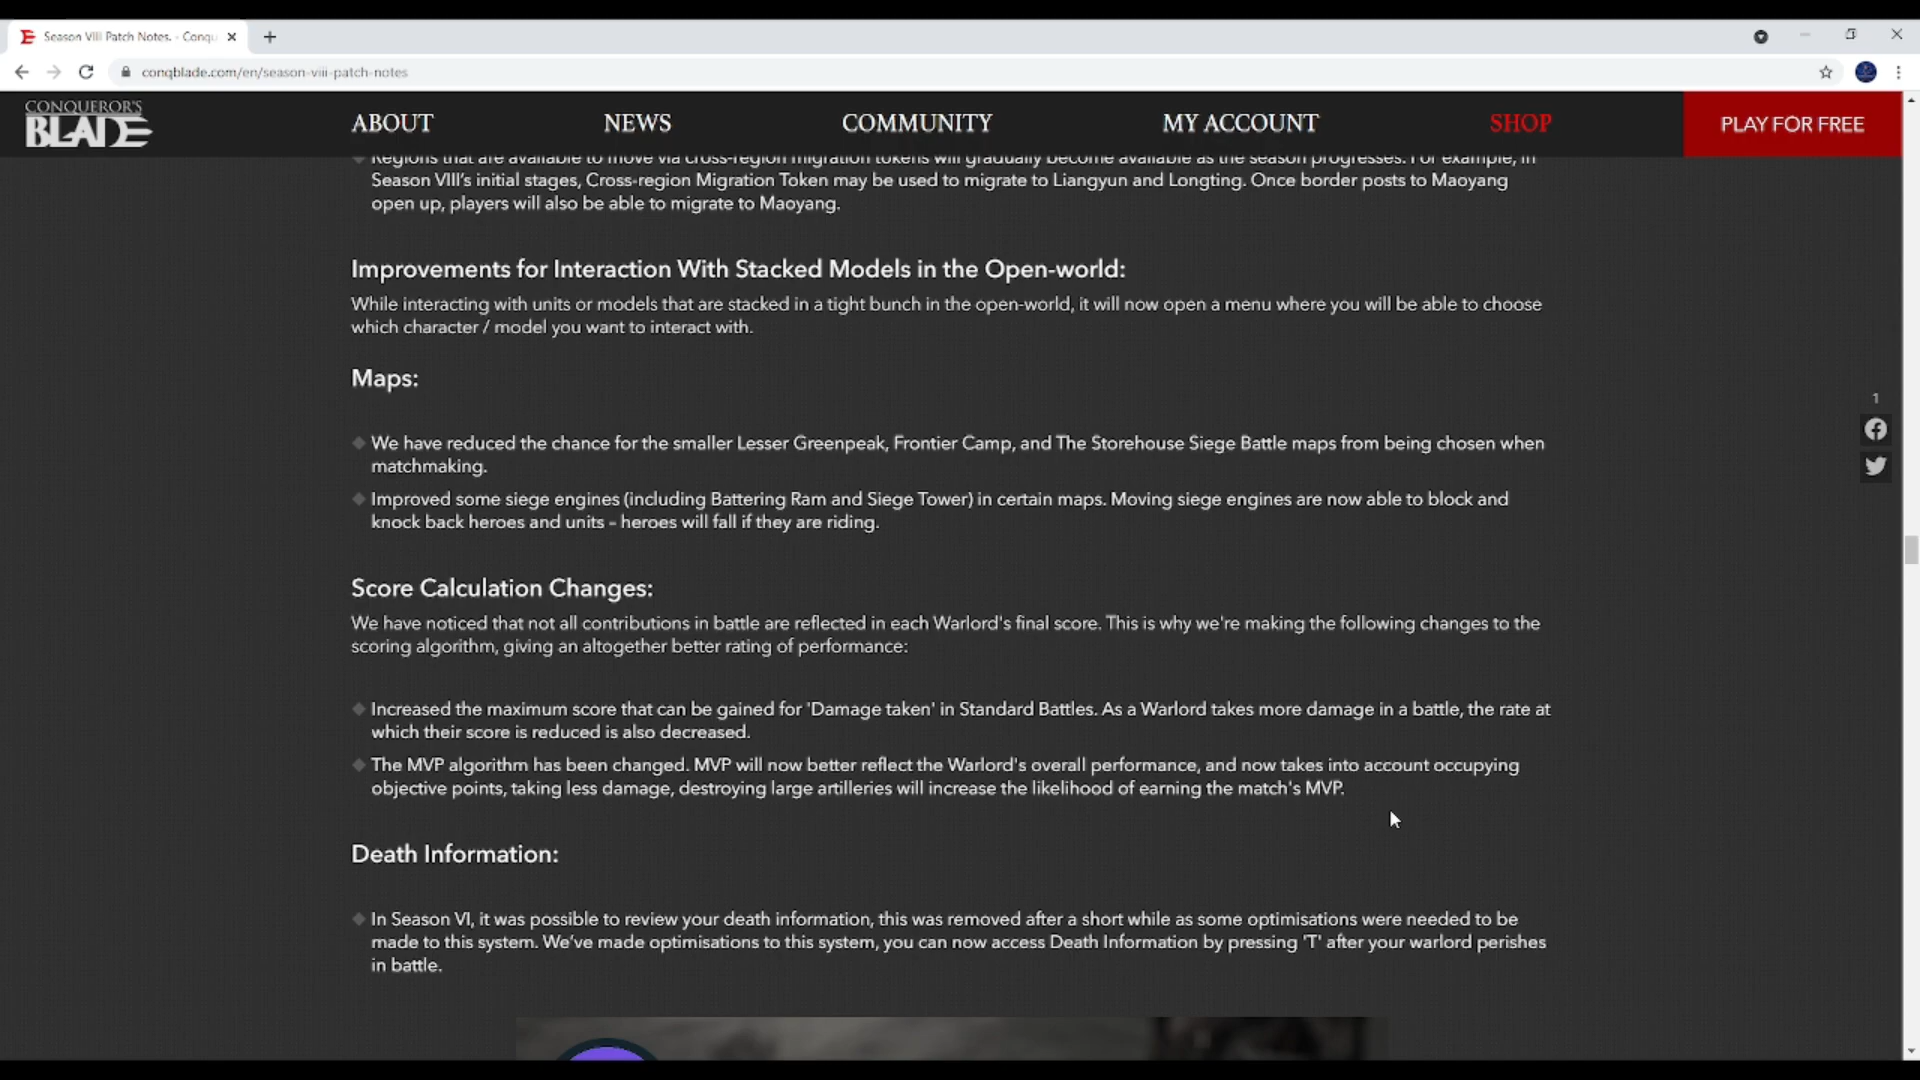 Season VIII Patch Notes. - Conqu
conqblade.com/en/season-viii-patch-notes
CONQUEROR'S
BLADE
ABOUT
NEWS
COMMUNITY
MY ACCOUNT
SHOP
PLAY FOR FREE
Regions that are available to move via cross-region migration tokens will gradually become available as the season progresses. For example, in
Season VIII's initial stages, Cross-region Migration Token may be used to migrate to Liangyun and Longting. Once border posts to Maoyang
open up, players will also be able to migrate to Maoyang.
Improvements for Interaction With Stacked Models in the Open-world:
While interacting with units or models that are stacked in a tight bunch in the open-world, it will now open a menu where you will be able to choose
which character / model you want to interact with.
Maps:
We have reduced the chance for the smaller Lesser Greenpeak, Frontier Camp, and The Storehouse Siege Battle maps from being chosen when
matchmaking.
Improved some siege engines (including Battering Ram and Siege Tower) in certain maps. Moving siege engines are now able to block and
knock back heroes and units - heroes will fall if they are riding.
1
Score Calculation Changes:
We have noticed that not all contributions in battle are reflected in each Warlord's final score. This is why we're making the following changes to the
scoring algorithm, giving an altogether better rating of performance:
Increased the maximum score that can be gained for 'Damage taken' in Standard Battles. As a Warlord takes more damage in a battle, the rate at
which their score is reduced is also decreased.
The MVP algorithm has been changed. MVP will now better reflect the Warlord's overall performance, and now takes into account occupying
objective points, taking less damage, destroying large artilleries will increase the likelihood of earning the match's MVP.
Death Information:
In Season VI, it was possible to review your death information, this was removed after a short while as some optimisations were needed to be
made to this system. We've made optimisations to this system, you can now access Death Information by pressing 'T' after your warlord perishes
in battle.